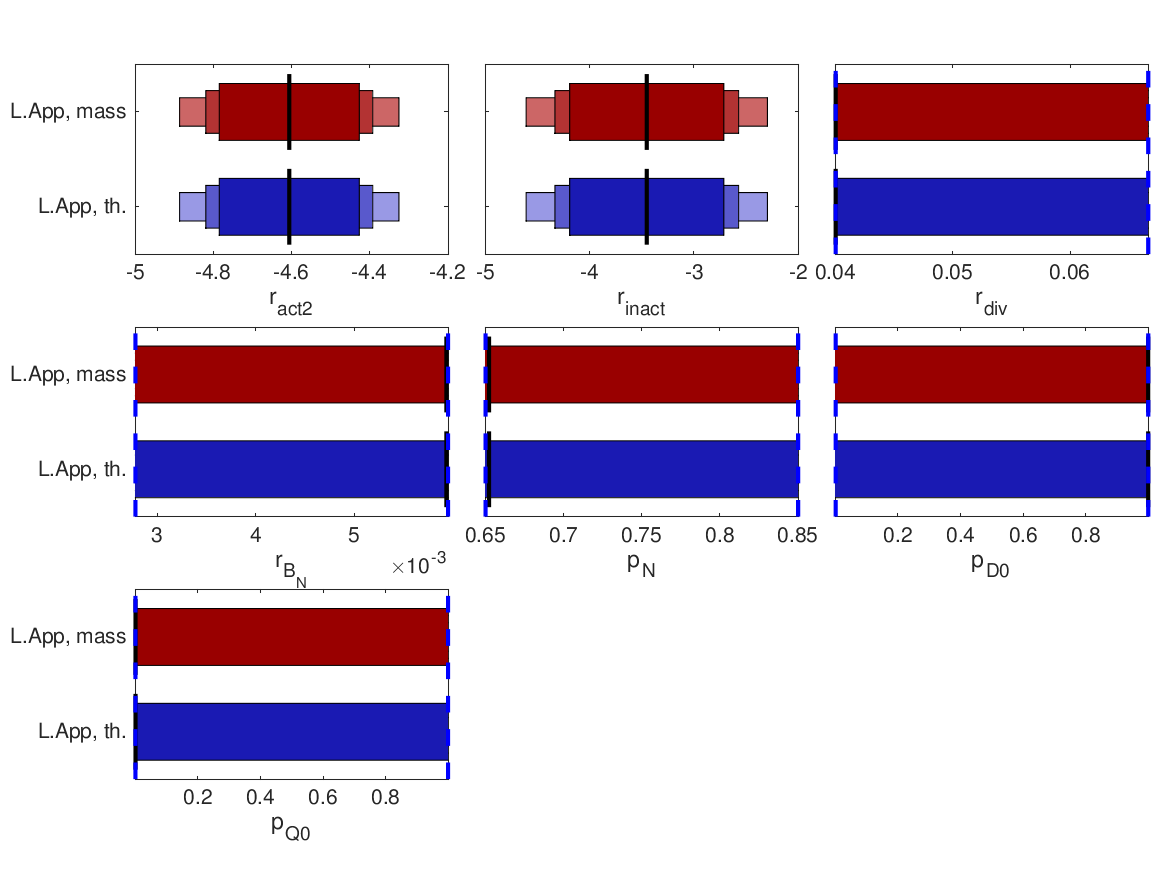 L.App, mass
L.App, th.
-5 -4.8 -4.6 -4.4 -4.2
r_act2
-5 -4 -3 -2
r_inact
0.04 0.05 0.06
r_div
L.App, mass
L.App, th.
3 4 5
×10^-3
r_B_N
0.65 0.7 0.75 0.8 0.85
p_N
0.2 0.4 0.6 0.8
p_D0
L.App, mass
L.App, th.
0.2 0.4 0.6 0.8
p_Q0